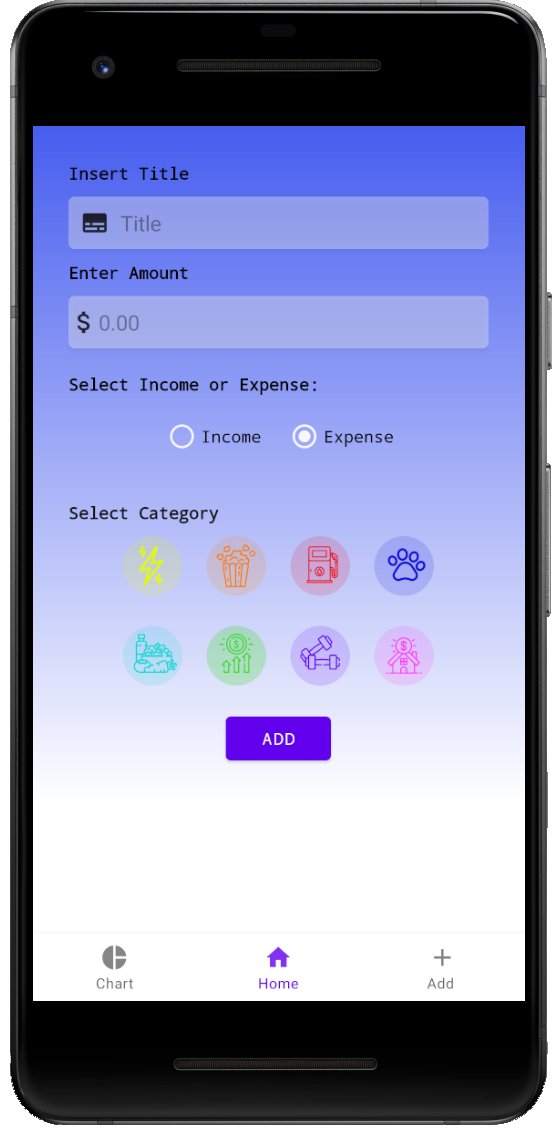 Insert Title
Title
Enter Amount
$ 0.00
Select Income or Expense:
Income Expense
Select Category
ADD
Chart Home Add